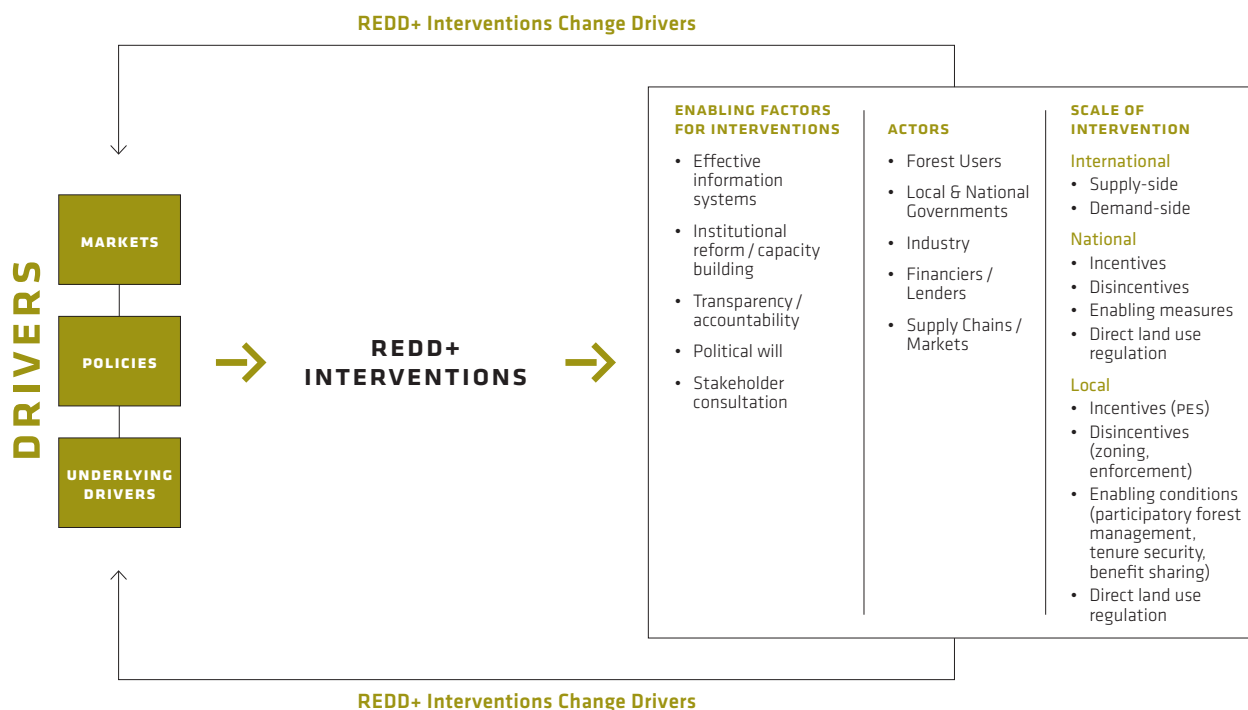 REDD+ Interventions Change Drivers
DRIVERS
MARKETS
POLICIES
UNDERLYING
DRIVERS
REDD+
INTERVENTIONS
ENABLING FACTORS
FOR INTERVENTIONS
• Effective
information
systems
• Institutional
reform / capacity
building
• Transparency /
accountability
• Political will
• Stakeholder
consultation
ACTORS
• Forest Users
• Local & National
Governments
• Industry
• Financiers /
Lenders
• Supply Chains /
Markets
SCALE OF
INTERVENTION
International
• Supply-side
• Demand-side
National
• Incentives
• Disincentives
• Enabling measures
• Direct land use
regulation
Local
• Incentives (PES)
• Disincentives
(zoning,
enforcement)
• Enabling conditions
(participatory forest
management,
tenure security,
benefit sharing)
• Direct land use
regulation
REDD+ Interventions Change Drivers